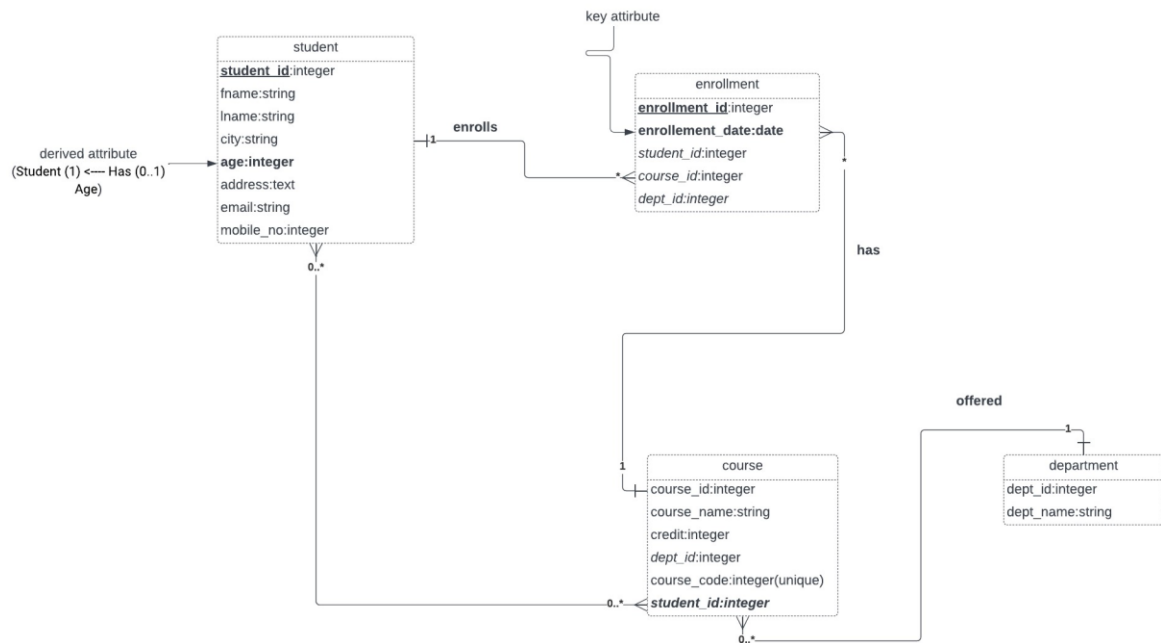 key attirbute
student
student_id:integer
fname:string
lname:string
city:string
age:integer
address:text
email:string
mobile_no:integer
derived attribute
(Student (1) <---- Has (0..1)
Age)
1
enrolls
*
enrollment
enrollment_id:integer
enrollement_date:date
student_id:integer
course_id:integer
dept_id:integer
*
has
0..*
offered
1
1
course
course_id:integer
course_name:string
credit:integer
dept_id:integer
course_code:integer(unique)
student_id:integer
department
dept_id:integer
dept_name:string
0..*
0..*